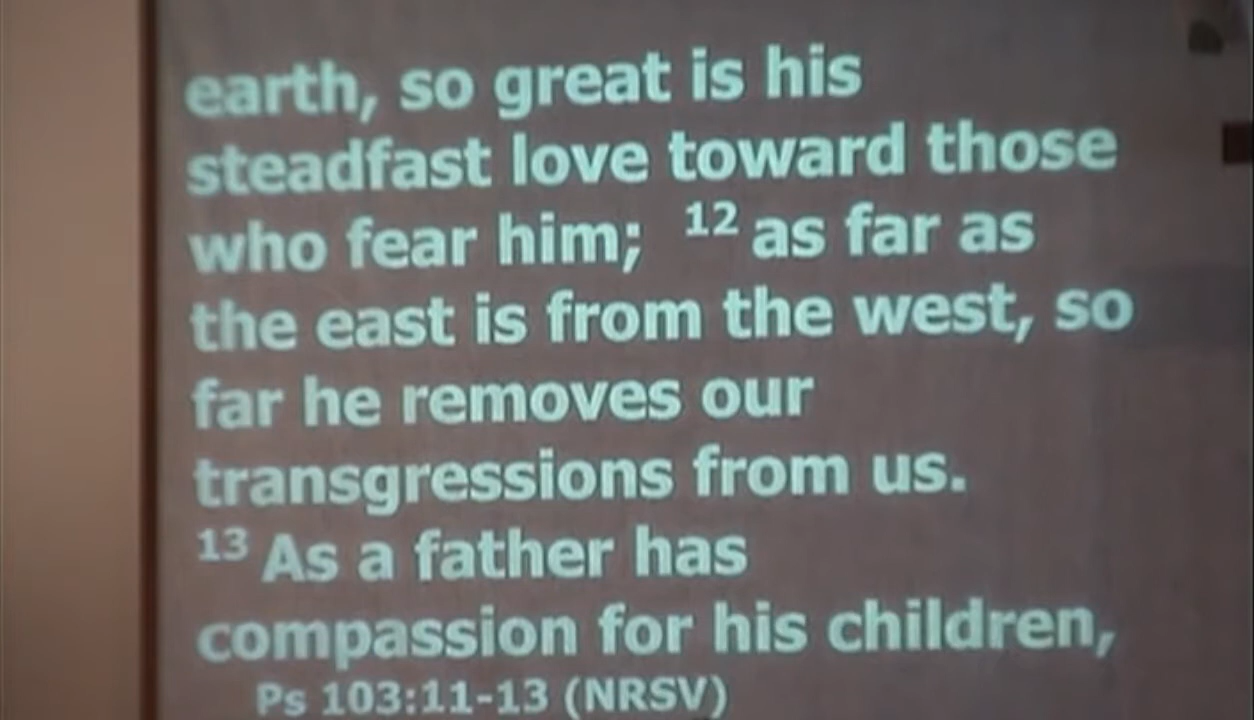 earth, so great is his
steadfast love toward those
who fear him; 12 as far as
the east is from the west, so
far he removes our
transgressions from us.
13 As a father has
compassion for his children,
Ps 103:11-13 (NRSV)